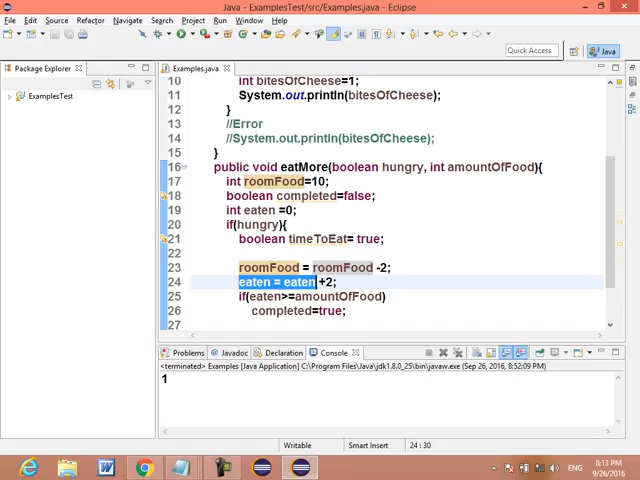 Java - ExamplesTest/src/Examples.java - Eclipse
File Edit Source Refactor Navigate Search Project Run Window Help
Quick Access
Java
Package Explorer
ExamplesTest
Examples.java
10 int bitesOfCheese=1;
11 System.out.println(bitesOfCheese);
12 }
13 //Error
14 //System.out.println(bitesOfCheese);
15 }
16 public void eatMore(boolean hungry, int amountOfFood){
17 int roomFood=10;
18 boolean completed=false;
19 int eaten =0;
20 if(hungry){
21 boolean timeToEat= true;
22
23 roomFood = roomFood -2;
24 eaten = eaten +2;
25 if(eaten>=amountOfFood)
26 completed=true;
27
Problems Javadoc Declaration Console
<terminated> Examples [Java Application] C:\Program Files\Java\jdk1.8.0_25\bin\javaw.exe (Sep 26, 2016, 8:52:09 PM)
1
Writable Smart Insert 24 : 30
ENG
8:13 PM
9/26/2016